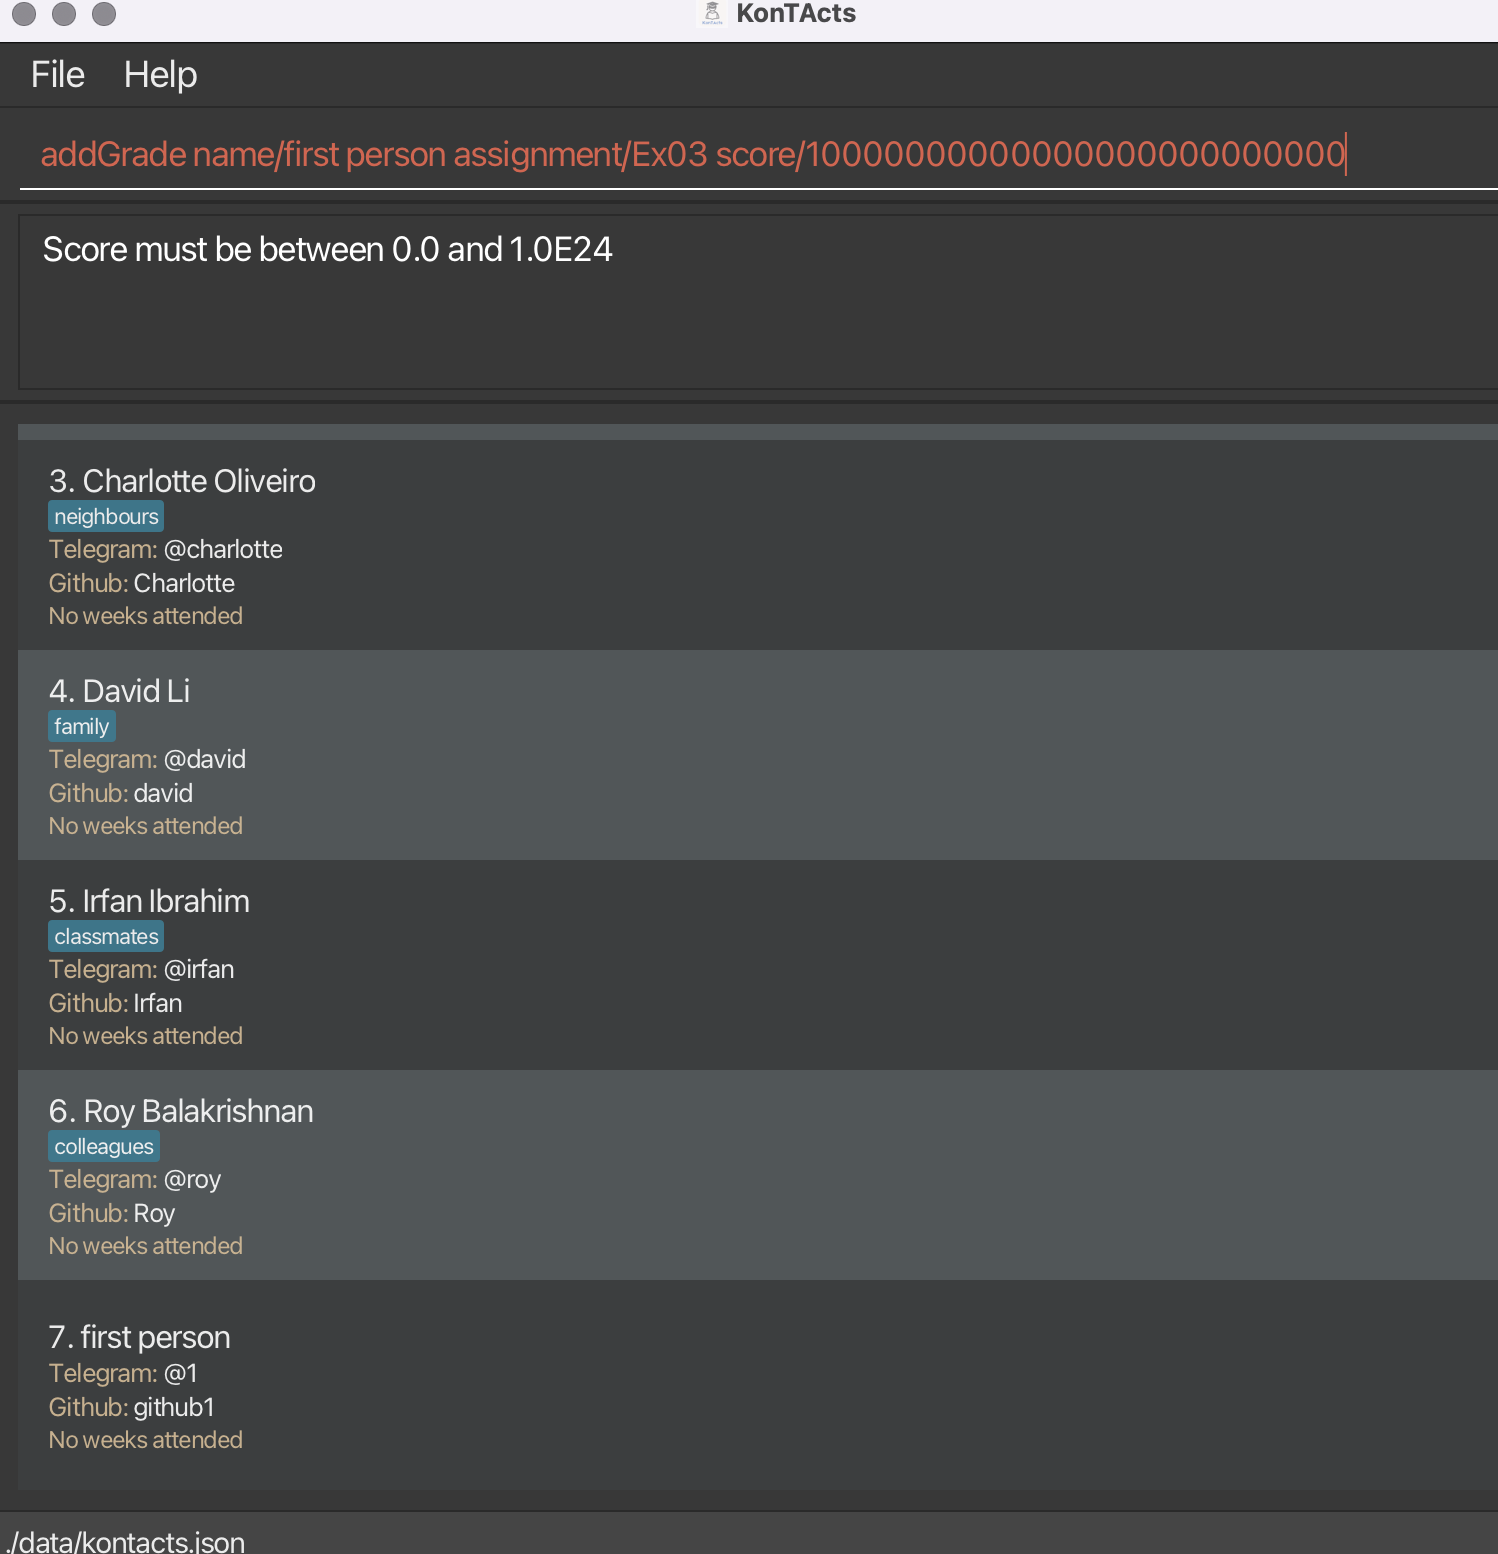 KonTActs
File Help
addGrade name/first person assignment/Ex03 score/10000000000000000000000000
Score must be between 0.0 and 1.0E24
3. Charlotte Oliveiro
neighbours
Telegram: @charlotte
Github: Charlotte
No weeks attended
4. David Li
family
Telegram: @david
Github: david
No weeks attended
5. Irfan Ibrahim
classmates
Telegram: @irfan
Github: Irfan
No weeks attended
6. Roy Balakrishnan
colleagues
Telegram: @roy
Github: Roy
No weeks attended
7. first person
Telegram: @1
Github: github1
No weeks attended
./data/kontacts.json